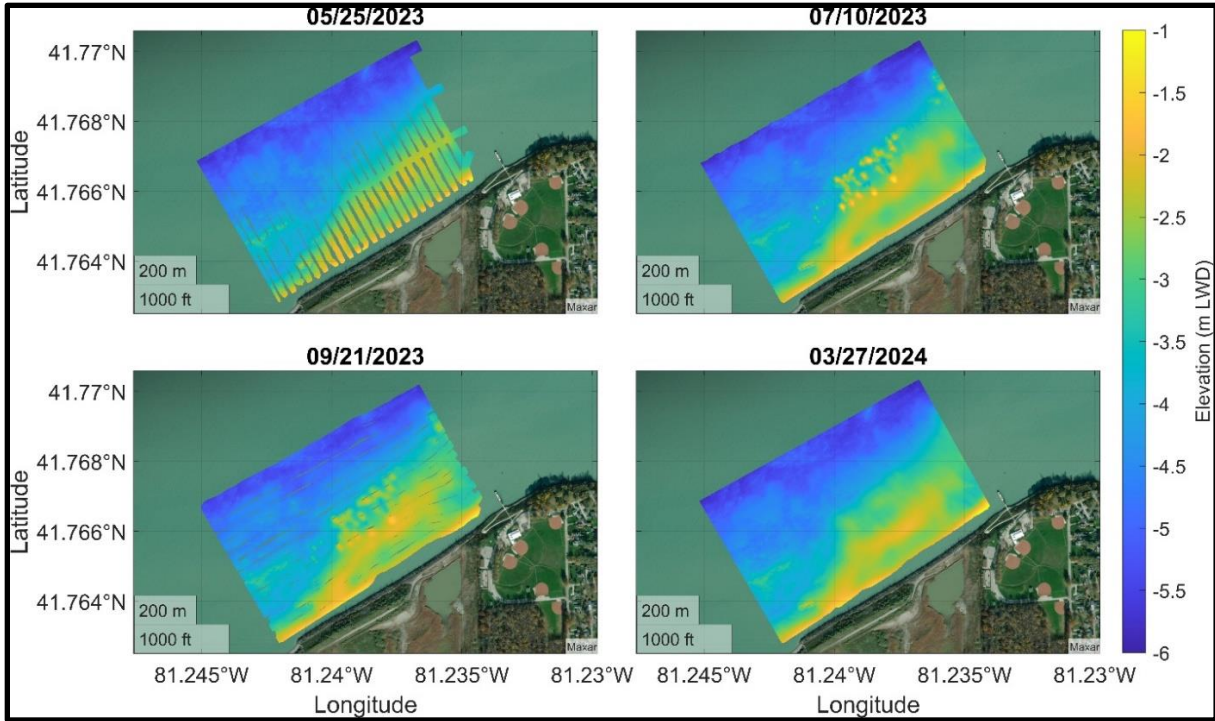 05/25/2023
07/10/2023
41.77°N
41.768°N
41.766°N
41.764°N
Latitude
200 m
1000 ft
Maxar
200 m
1000 ft
Maxar
09/21/2023
03/27/2024
41.77°N
41.768°N
41.766°N
41.764°N
Latitude
200 m
1000 ft
Maxar
200 m
1000 ft
Maxar
81.245°W
81.24°W
81.235°W
81.23°W
81.245°W
81.24°W
81.235°W
81.23°W
Longitude
Longitude
-1
-1.5
-2
-2.5
-3
-3.5
-4
-4.5
-5
-5.5
-6
Elevation (m LWD)